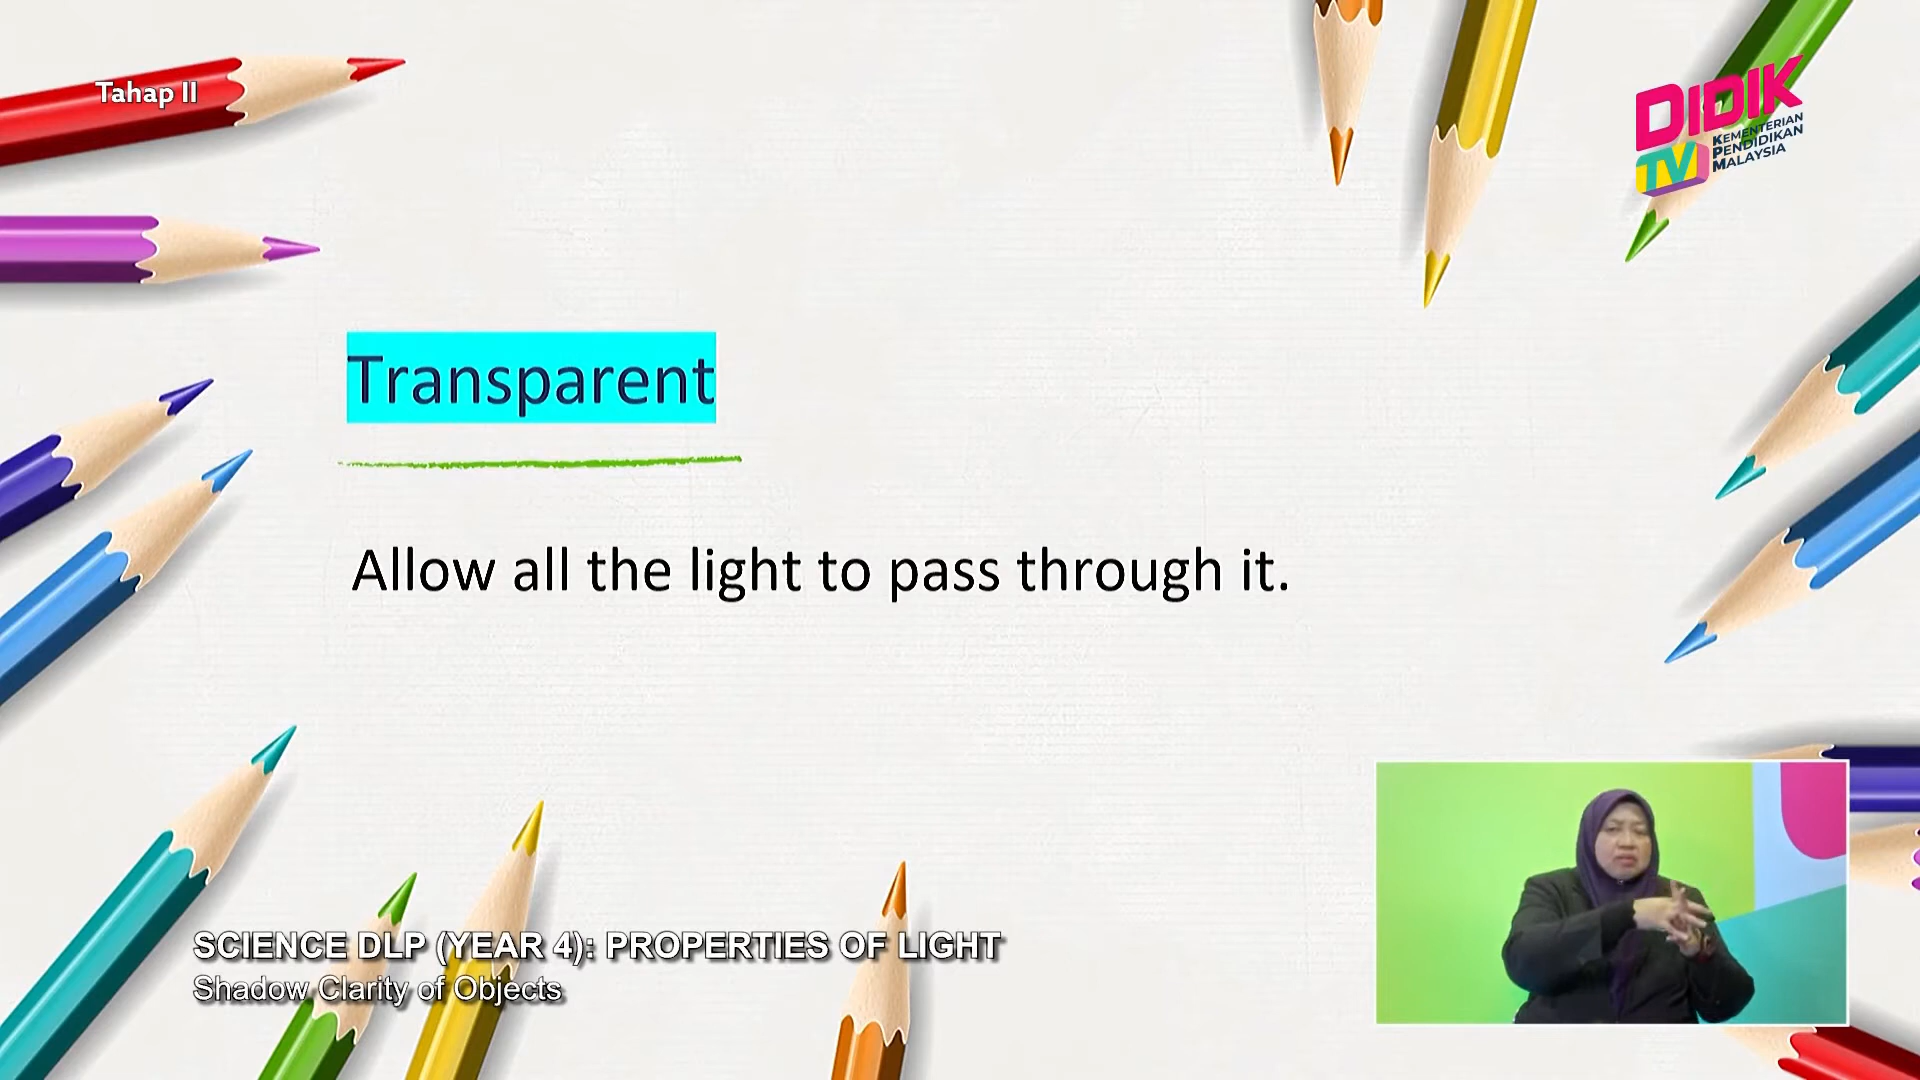 Tahap II
DIDIK
TV
KEMENTERIAN
PENDIDIKAN
MALAYSIA
Transparent
Allow all the light to pass through it.
SCIENCE DLP (YEAR 4): PROPERTIES OF LIGHT
Shadow Clarity of Objects